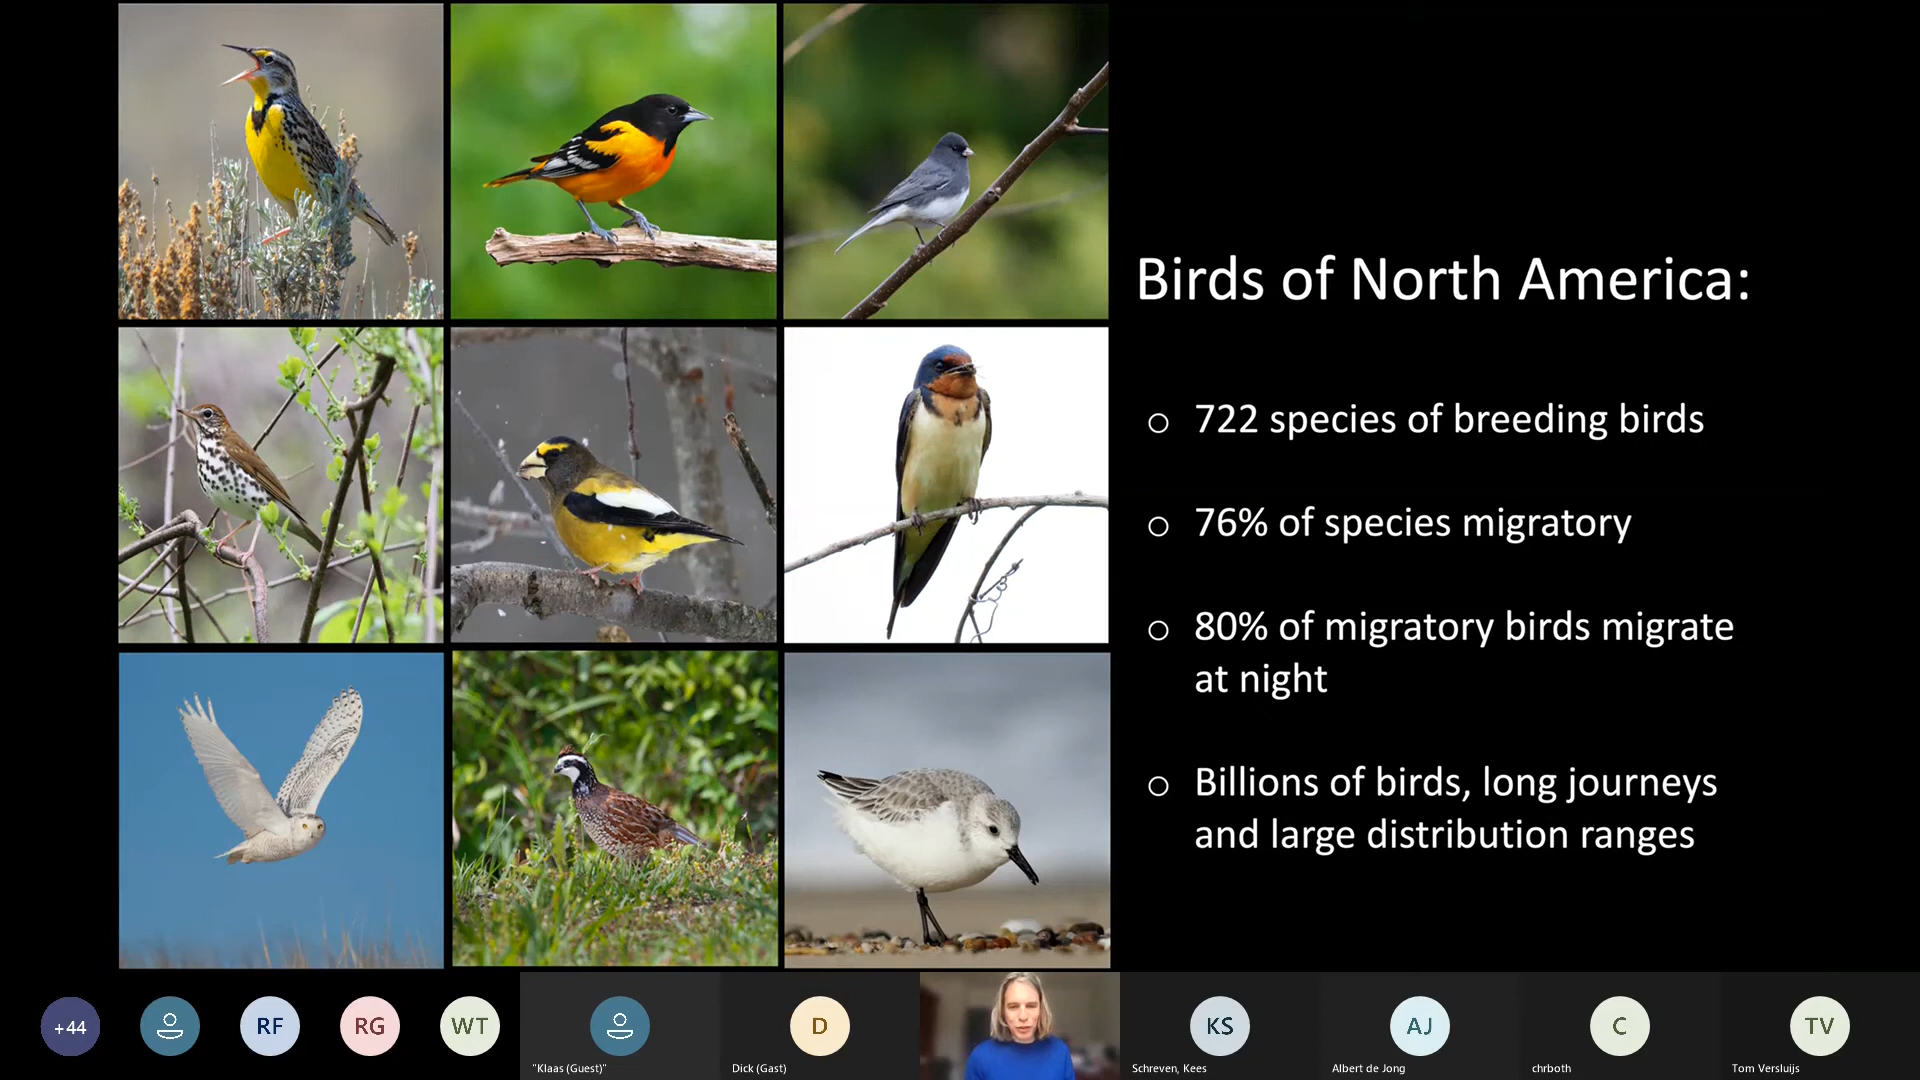 Birds of North America:
722 species of breeding birds
76% of species migratory
80% of migratory birds migrate
at night
Billions of birds, long journeys
and large distribution ranges
+44
RF
RG
WT
"Klaas (Guest)"
D
Dick (Gast)
KS
Schreven, Kees
AJ
Albert de Jong
C
chrboth
TV
Tom Versluijs